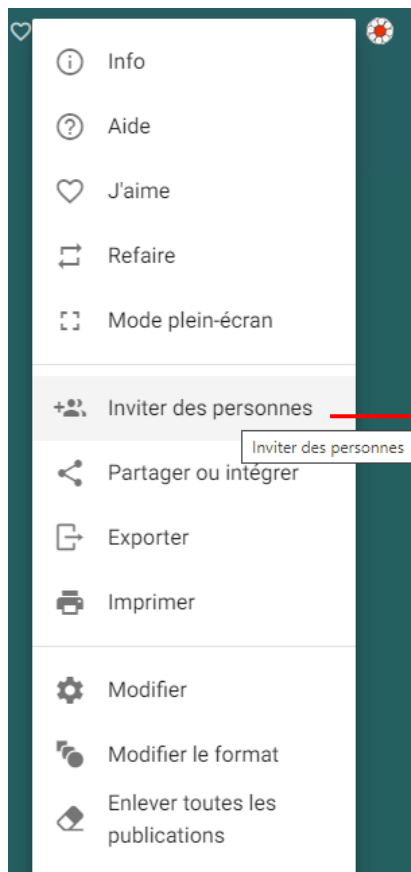 Info
Aide
J'aime
Refaire
Mode plein-écran
Inviter des personnes
Inviter des personnes
Partager ou intégrer
Exporter
Imprimer
Modifier
Modifier le format
Enlever toutes les
publications